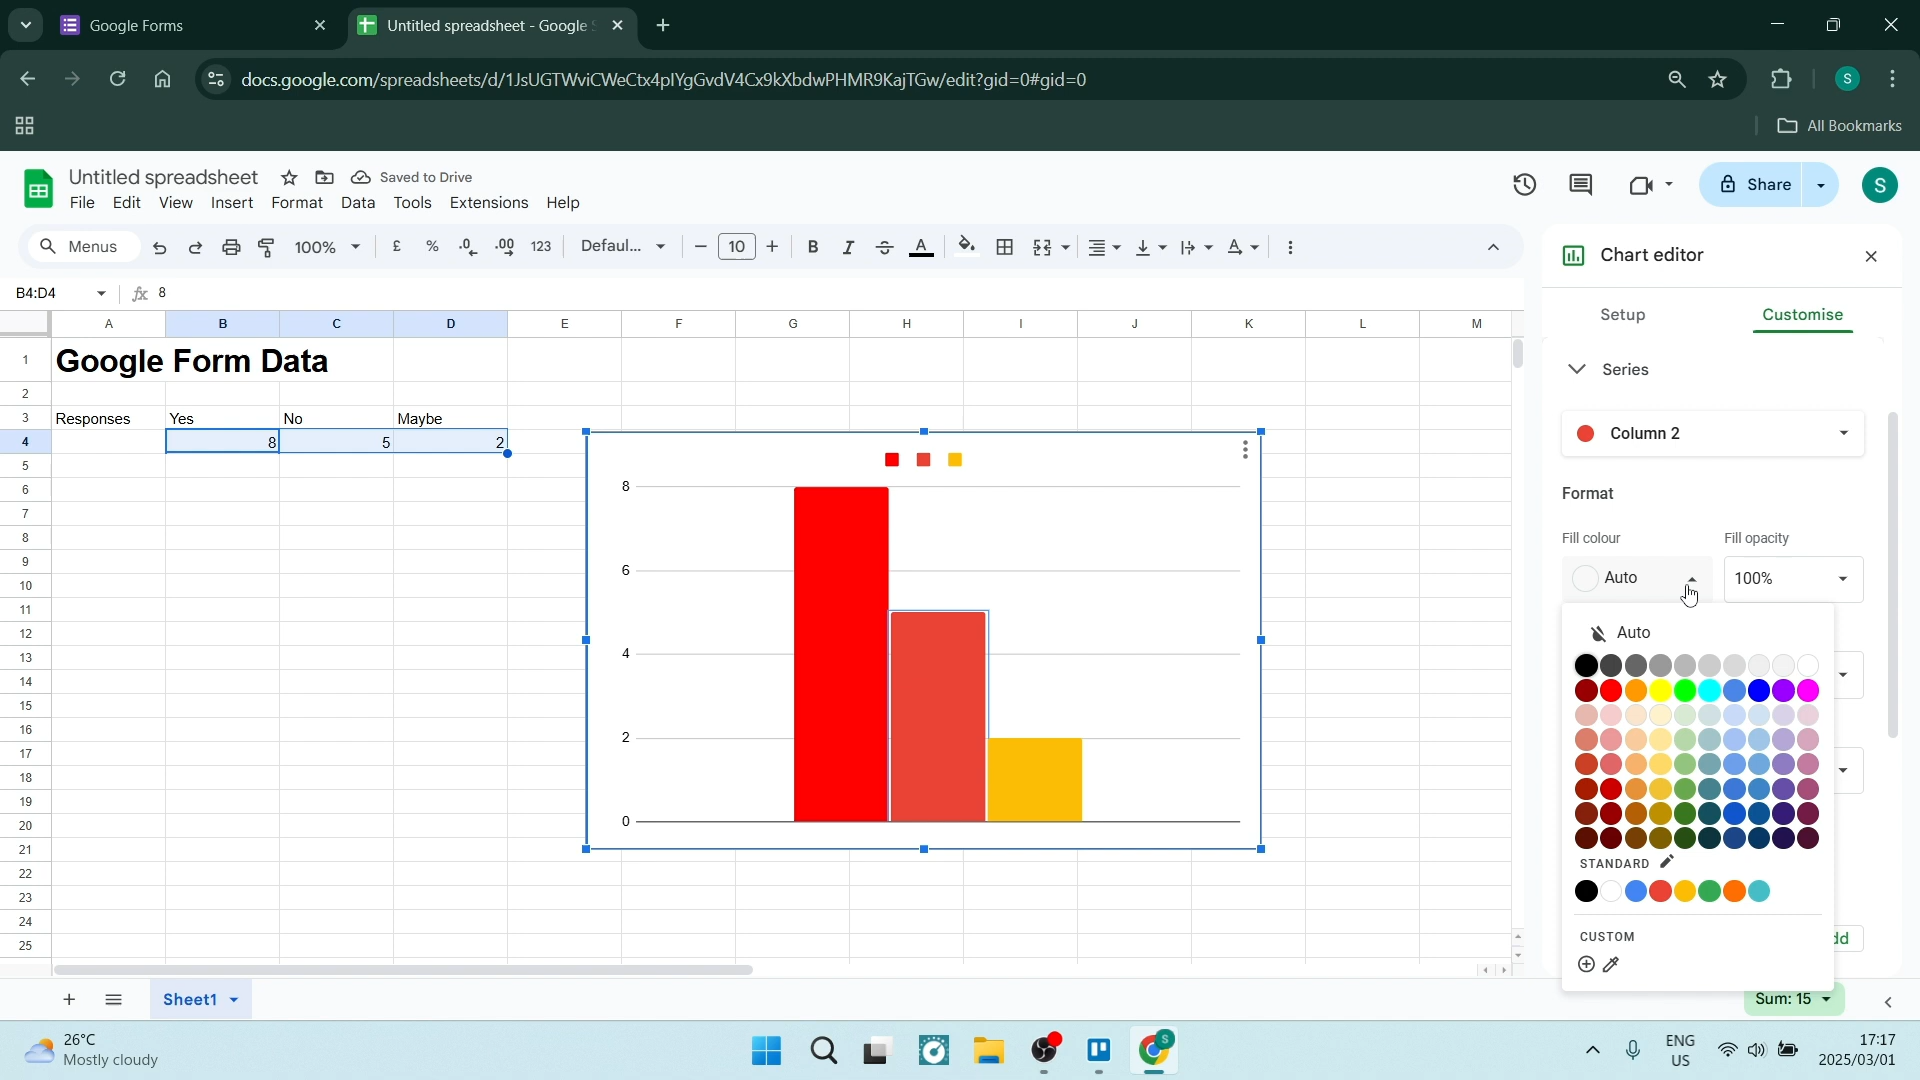 Google Forms
Untitled spreadsheet - Google S
docs.google.com/spreadsheets/d/1JsUGTWviCWeCtx4plYgGvdV4Cx9kXbdwPHMR9KajTGw/edit?gid=0#gid=0
S
All Bookmarks
Untitled spreadsheet
Saved to Drive
File Edit View Insert Format Data Tools Extensions Help
Share
S
Menus 100% £ % .0 .00 123 Defaul... 10 B I S A A
B4:D4 fx 8
Chart editor
Setup Customise
A B C D E F G H I J K L M
1 Google Form Data
2
3 Responses Yes No Maybe
4 8 5 2
5
6
7
8
9
10
11
12
13
14
15
16
17
18
19
20
21
22
23
24
25
8
6
4
2
0
Series
Column 2
Format
Fill colour Fill opacity
Auto 100%
Auto
STANDARD
CUSTOM
dd
Sheet1
Sum: 15
26°C
Mostly cloudy
S
ENG
US
17:17
2025/03/01